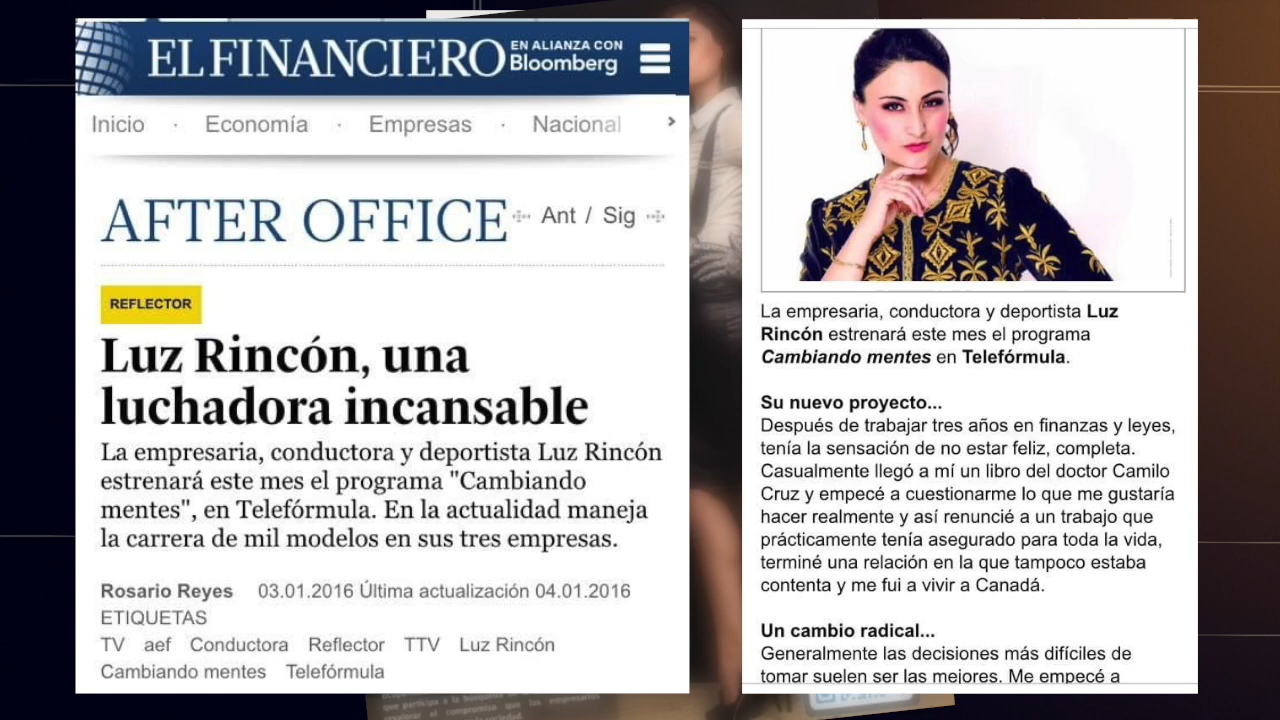 EL FINANCIERO
EN ALIANZA CON
Bloomberg
Inicio · Economía · Empresas · Nacional
AFTER OFFICE
Ant / Sig
REFLECTOR
Luz Rincón, una
luchadora incansable
La empresaria, conductora y deportista Luz Rincón
estrenará este mes el programa "Cambiando
mentes", en Telefórmula. En la actualidad maneja
la carrera de mil modelos en sus tres empresas.
Rosario Reyes 03.01.2016 Última actualización 04.01.2016
ETIQUETAS
TV aef Conductora Reflector TTV Luz Rincón
Cambiando mentes Telefórmula
La empresaria, conductora y deportista Luz
Rincón estrenará este mes el programa
Cambiando mentes en Telefórmula.
Su nuevo proyecto...
Después de trabajar tres años en finanzas y leyes,
tenía la sensación de no estar feliz, completa.
Casualmente llegó a mí un libro del doctor Camilo
Cruz y empecé a cuestionarme lo que me gustaría
hacer realmente y así renuncié a un trabajo que
prácticamente tenía asegurado para toda la vida,
terminé una relación en la que tampoco estaba
contenta y me fui a vivir a Canadá.
Un cambio radical...
Generalmente las decisiones más difíciles de
tomar suelen ser las mejores. Me empecé a